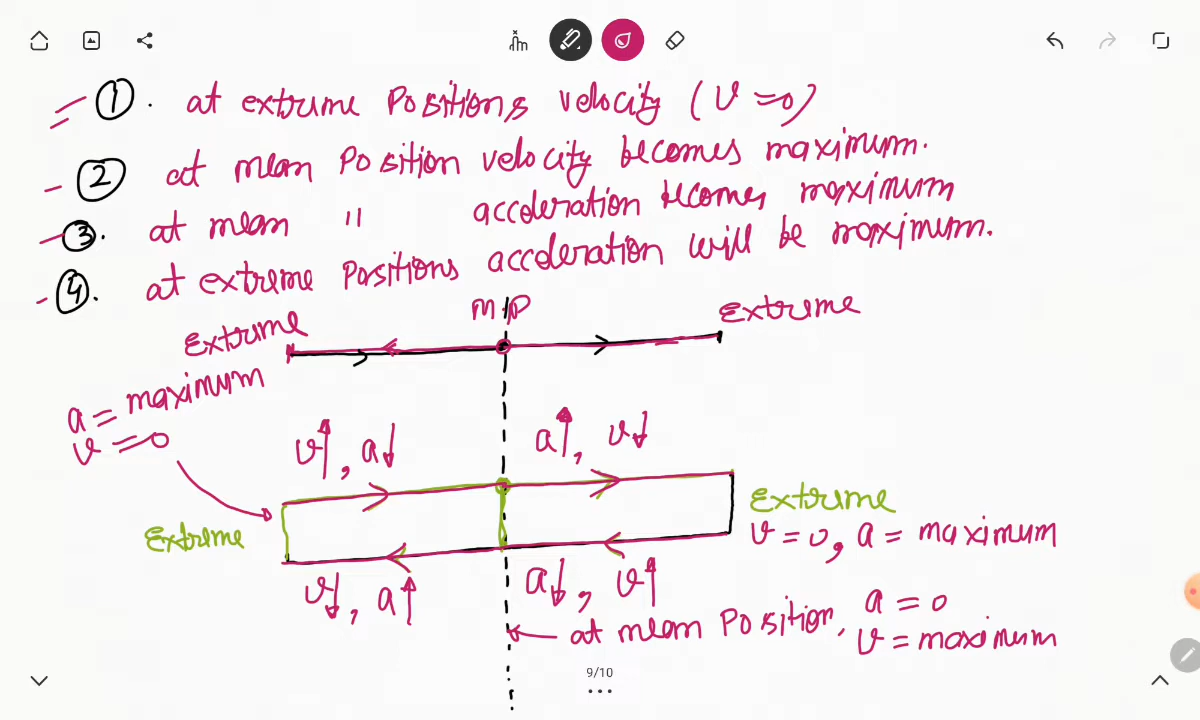 ① . at extreme Positions velocity (v = 0)
② at mean Position velocity becomes maximum.
③. at mean " acceleration becomes maximum
④. at extreme Positions acceleration will be maximum.
M.P
Extreme Extreme
a = maximum
v = 0
v↑, a↓ a↑, v↓
Extreme Extreme
v = 0, a = maximum
v↓, a↑ a↓, v↑
at mean Position, a = 0
v = maximum
9/10